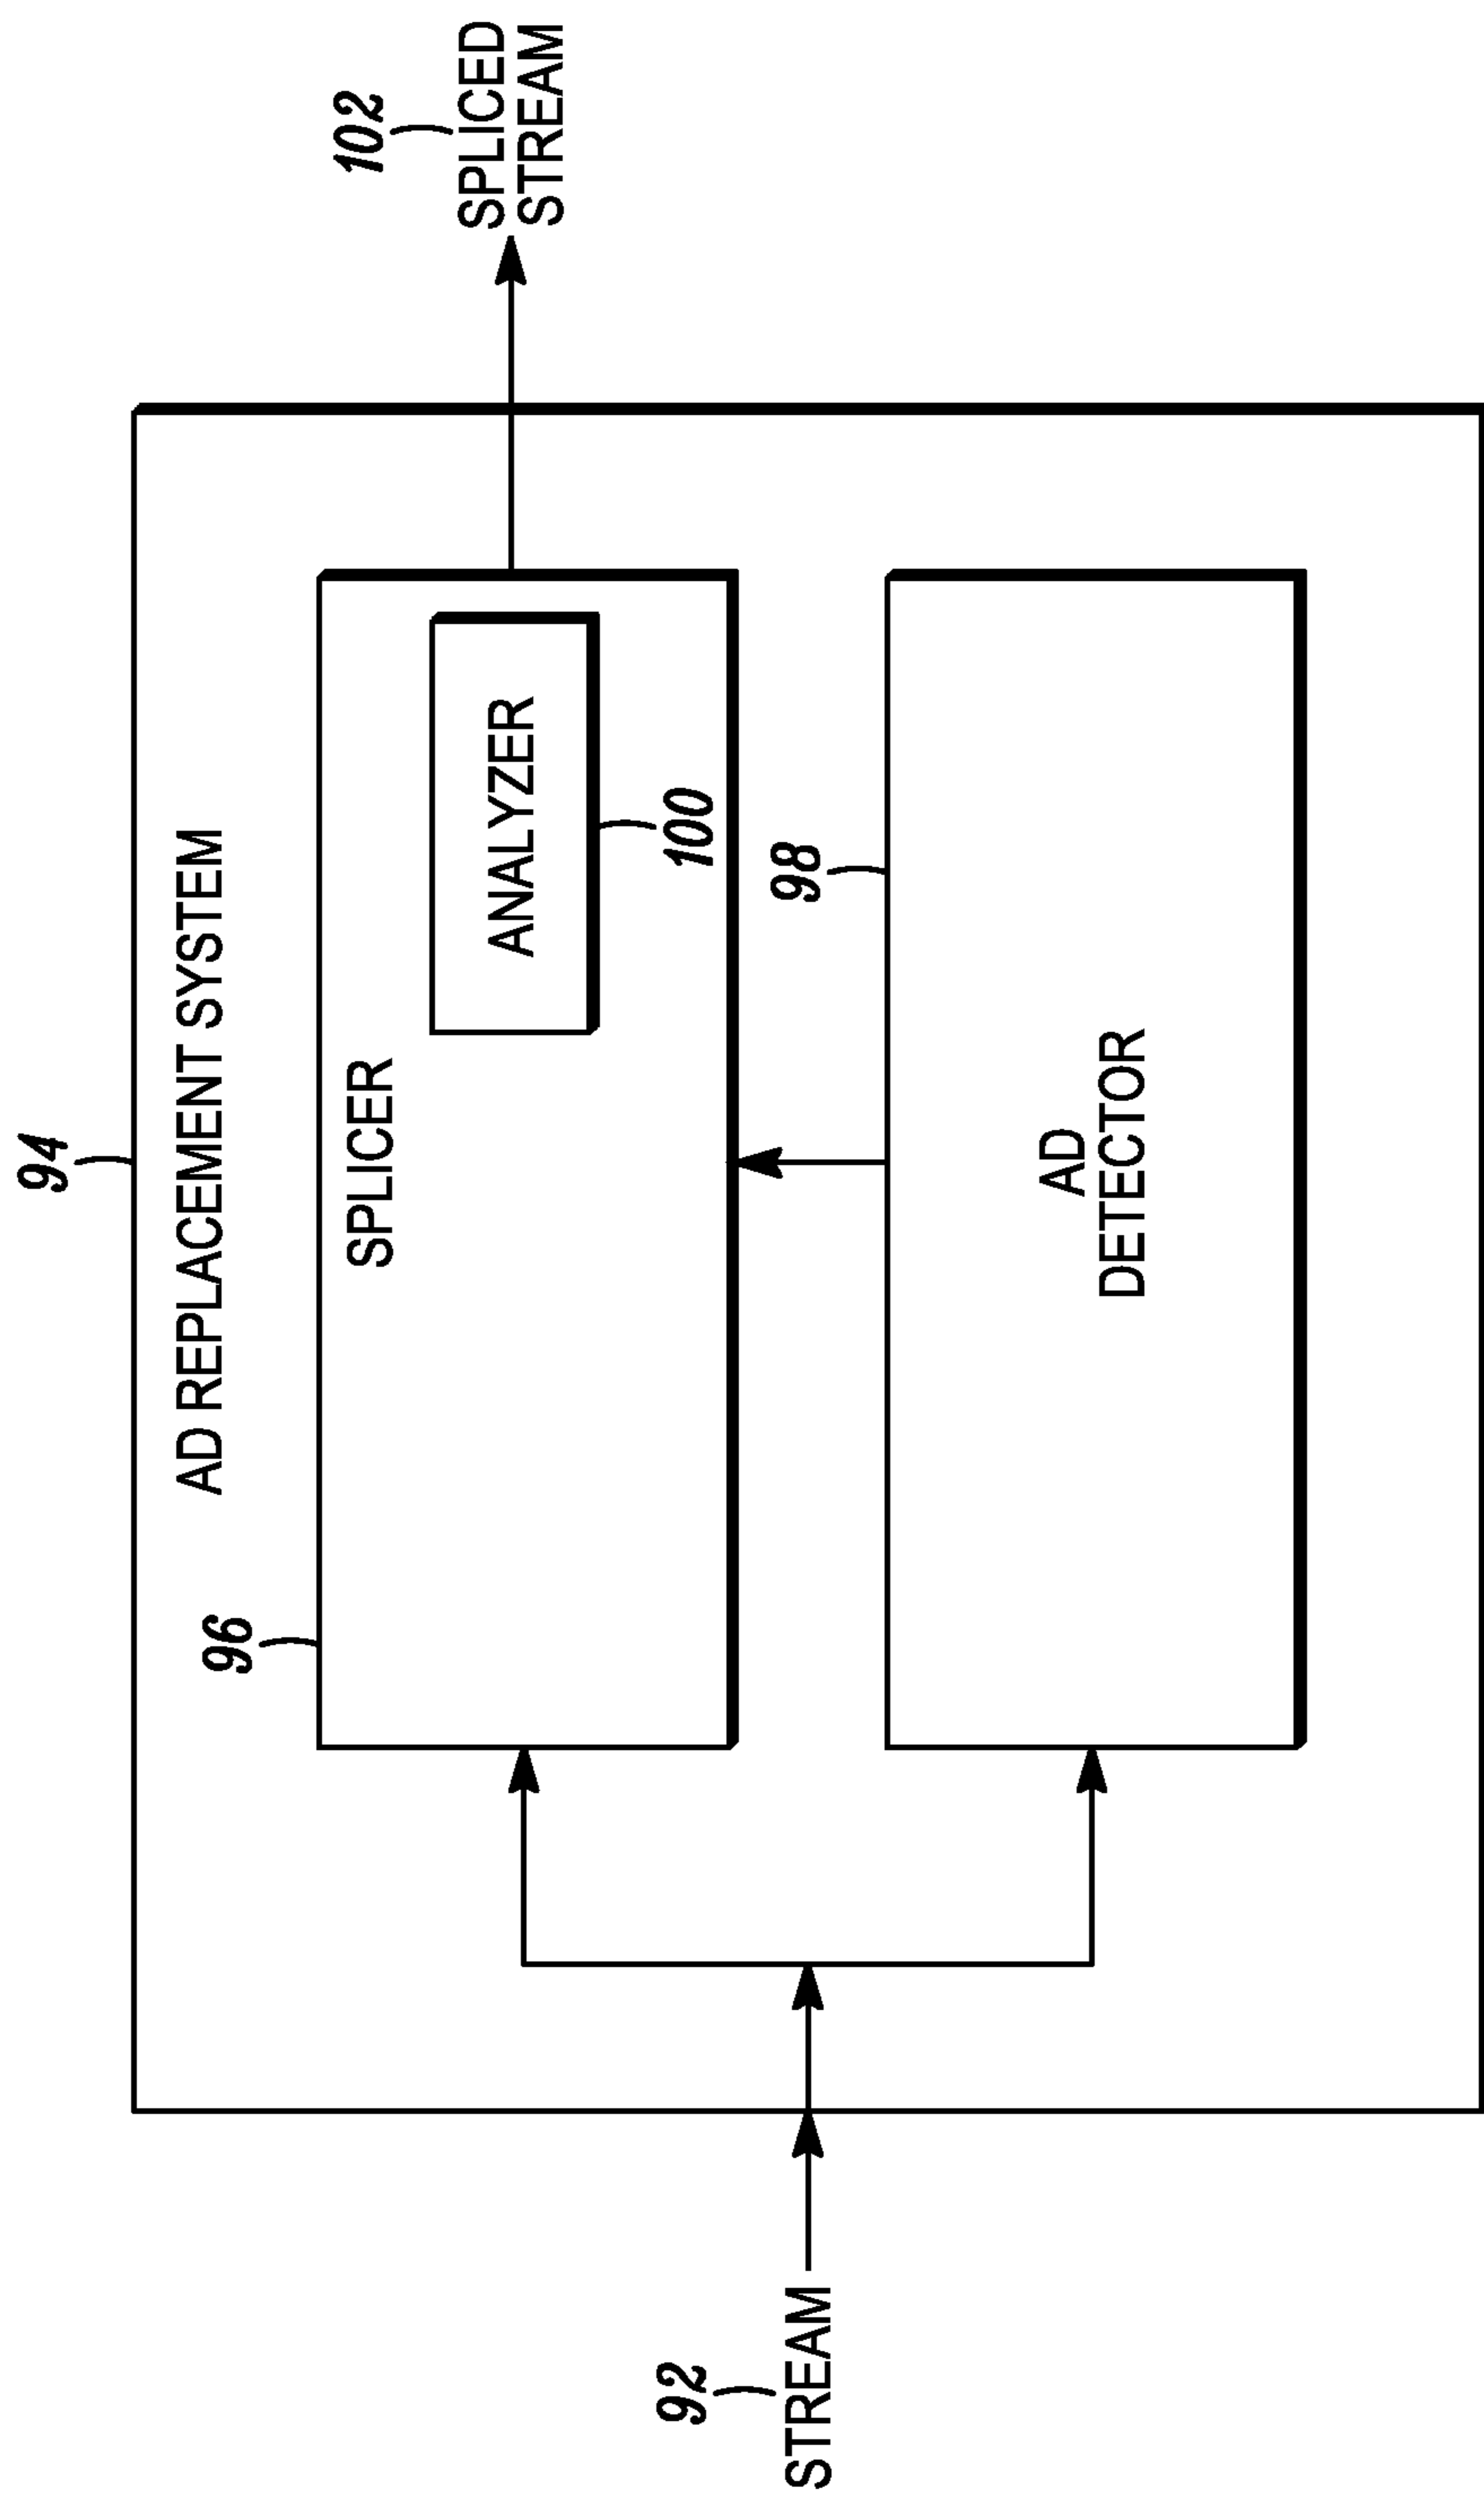 94
AD REPLACEMENT SYSTEM
96
102
SPLICER
SPLICED
STREAM
ANALYZER
92
100
STREAM
98
AD
DETECTOR